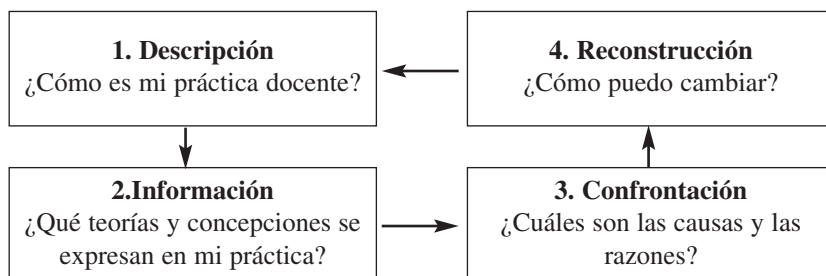 1. Descripción
¿Cómo es mi práctica docente?
2.Información
¿Qué teorías y concepciones se
expresan en mi práctica?
3. Confrontación
¿Cuáles son las causas y las
razones?
4. Reconstrucción
¿Cómo puedo cambiar?